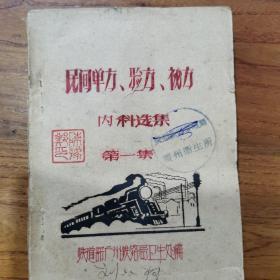 民间单方、验方、秘方
内科选集
第一集
铁道部广州铁路局卫生处编